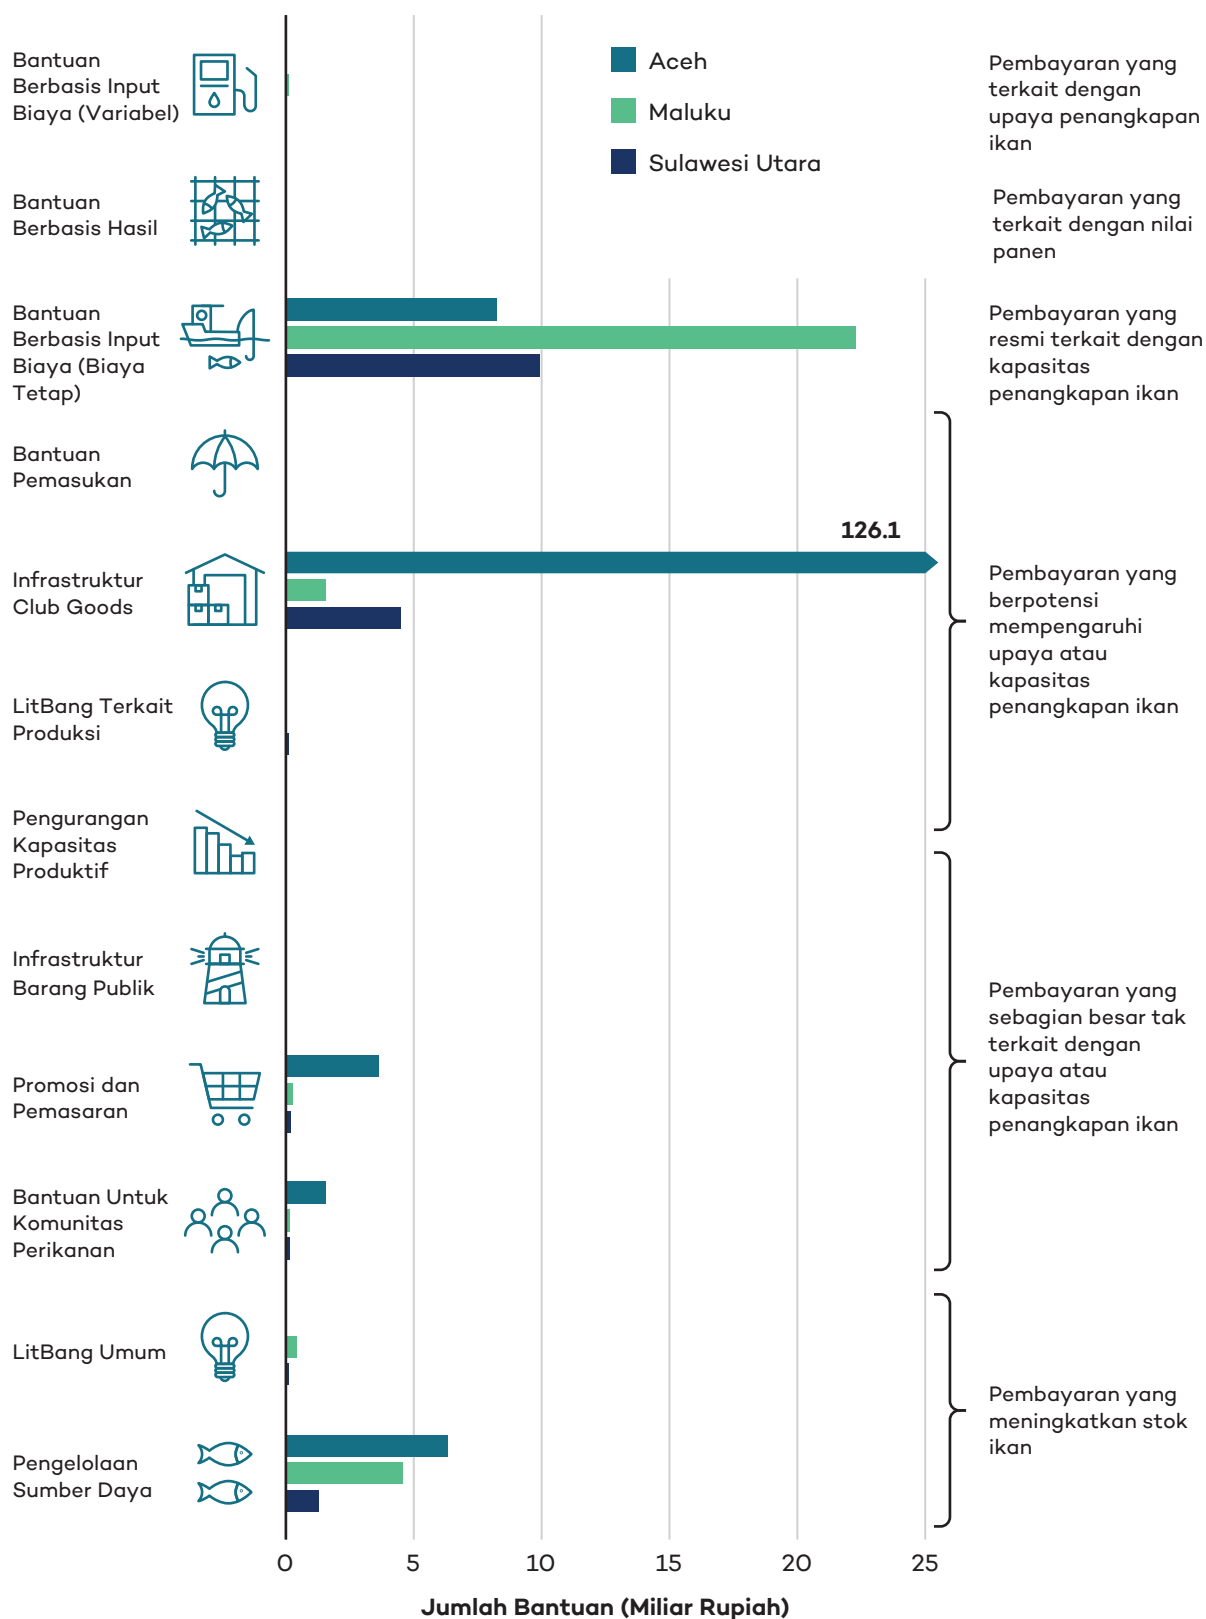 Aceh
Maluku
Sulawesi Utara
Bantuan
Berbasis Input
Biaya (Variabel)
Pembayaran yang
terkait dengan
upaya penangkapan
ikan
Bantuan
Berbasis Hasil
Pembayaran yang
terkait dengan nilai
panen
Bantuan
Berbasis Input
Biaya (Biaya
Tetap)
Pembayaran yang
resmi terkait dengan
kapasitas
penangkapan ikan
Bantuan
Pemasukan
126.1
Infrastruktur
Club Goods
Pembayaran yang
berpotensi
mempengaruhi
upaya atau
kapasitas
penangkapan ikan
LitBang Terkait
Produksi
Pengurangan
Kapasitas
Produktif
Infrastruktur
Barang Publik
Pembayaran yang
sebagian besar tak
terkait dengan
upaya atau
kapasitas
penangkapan ikan
Promosi dan
Pemasaran
Bantuan Untuk
Komunitas
Perikanan
LitBang Umum
Pembayaran yang
meningkatkan stok
ikan
Pengelolaan
Sumber Daya
0 5 10 15 20 25
Jumlah Bantuan (Miliar Rupiah)